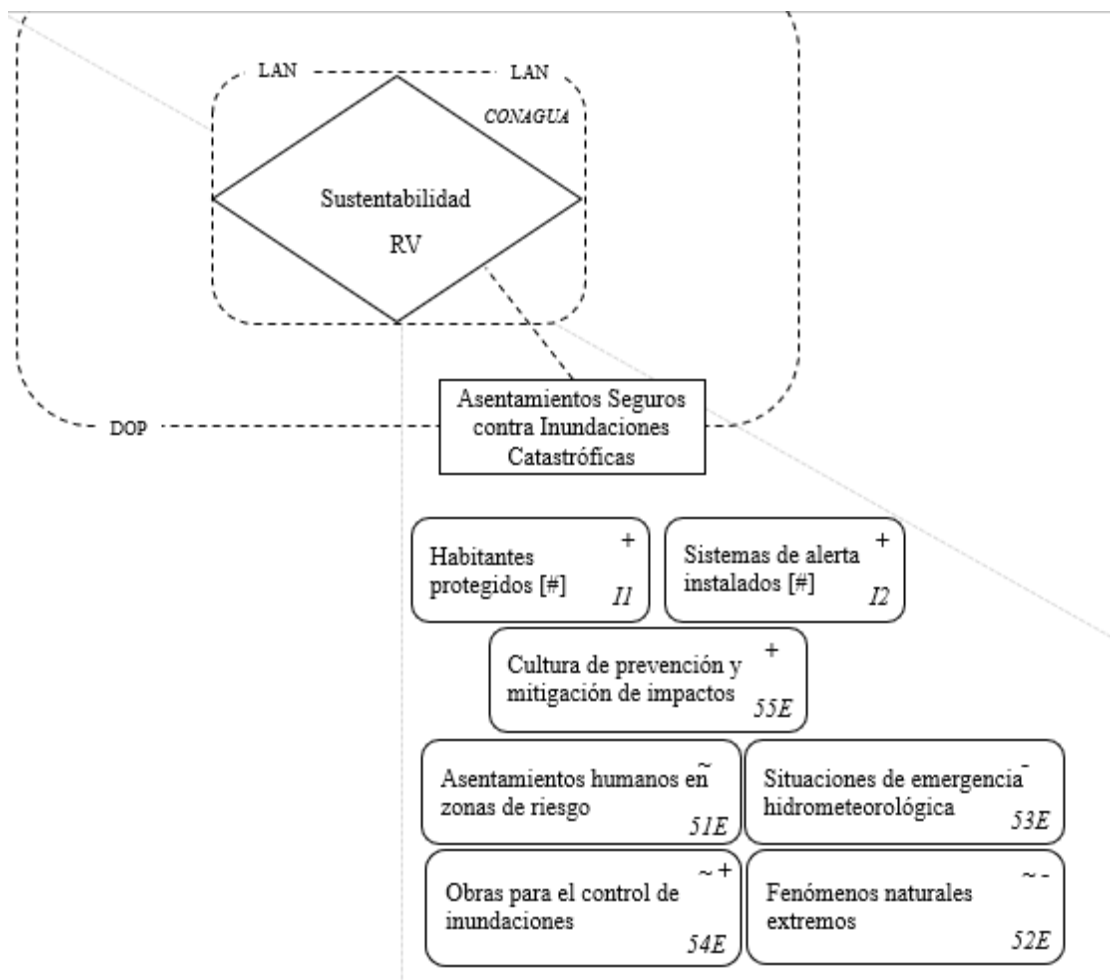 LAN LAN
CONAGUA
Sustentabilidad
RV
Asentamientos Seguros
contra Inundaciones
Catastróficas
DOP
+
Habitantes
protegidos [#]
I1
+
Sistemas de alerta
instalados [#]
I2
+
Cultura de prevención y
mitigación de impactos
55E
~
Asentamientos humanos en
zonas de riesgo
51E
-
Situaciones de emergencia
hidrometeorológica
53E
~ +
Obras para el control de
inundaciones
54E
~ -
Fenómenos naturales
extremos
52E